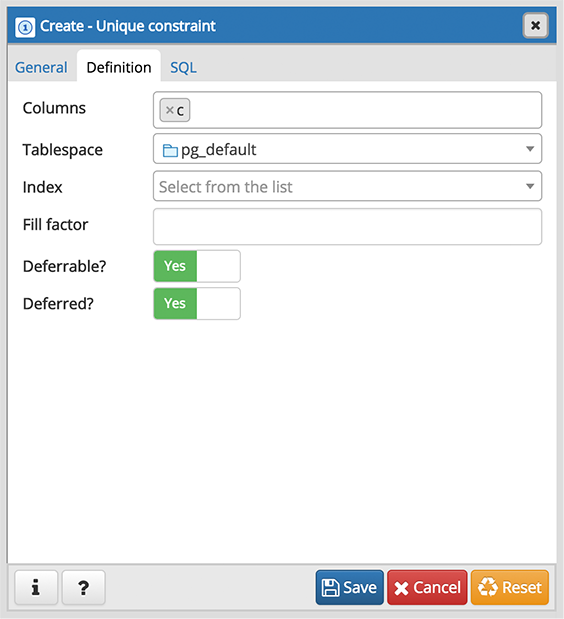 Create - Unique constraint
General Definition SQL
Columns ×c
Tablespace pg_default
Index Select from the list
Fill factor
Deferrable? Yes
Deferred? Yes
i ? Save Cancel Reset